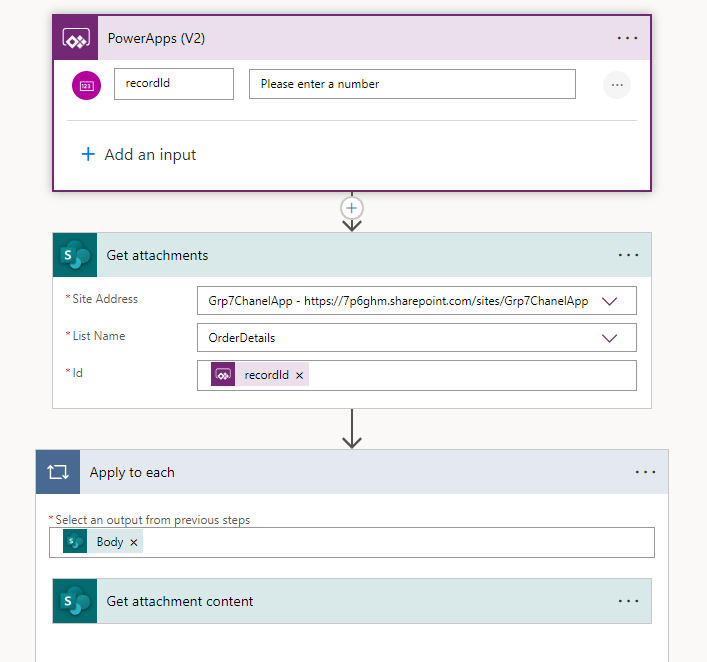 PowerApps (V2)
recordId
Please enter a number
Add an input
Get attachments
* Site Address
Grp7ChanelApp - https://7p6ghm.sharepoint.com/sites/Grp7ChanelApp
* List Name
OrderDetails
* Id
recordId ×
Apply to each
* Select an output from previous steps
Body ×
Get attachment content